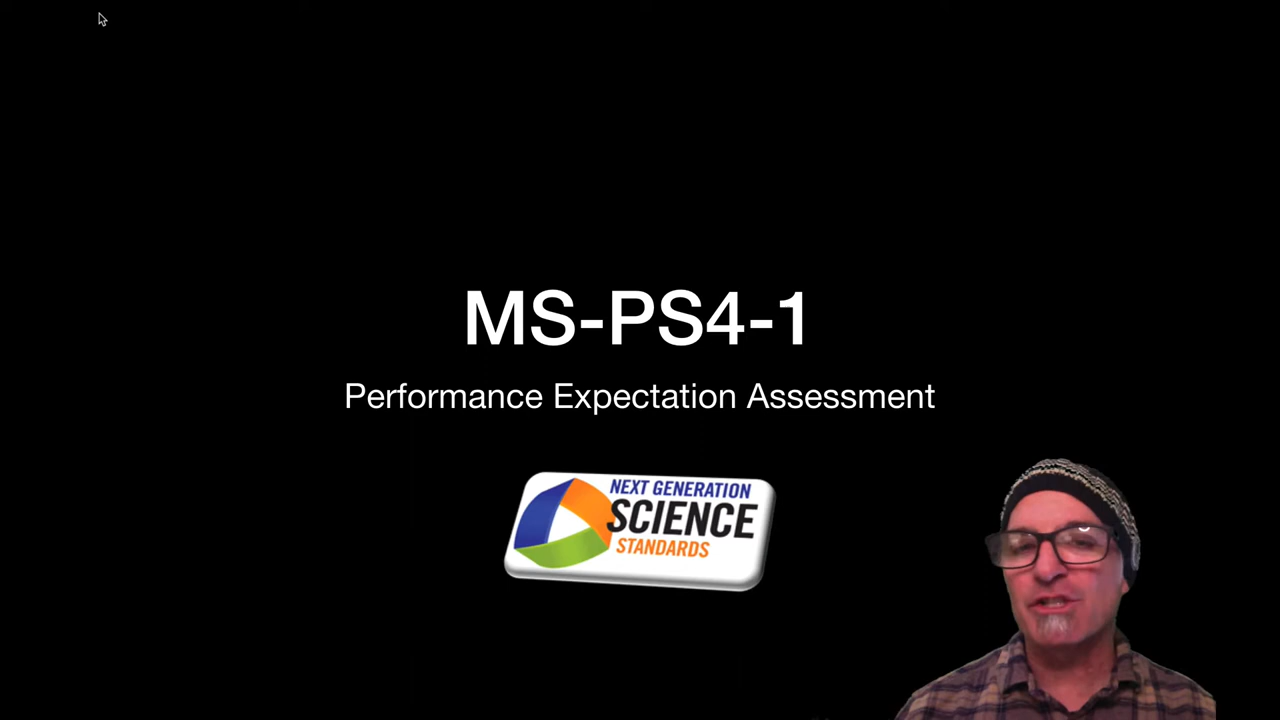 MS-PS4-1
Performance Expectation Assessment
NEXT GENERATION
SCIENCE
STANDARDS